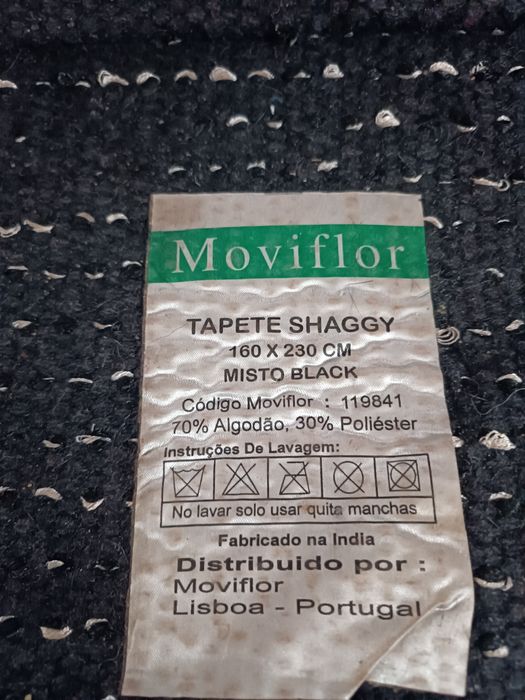 Moviflor
TAPETE SHAGGY
160 X 230 CM
MISTO BLACK
Código Moviflor : 119841
70% Algodão, 30% Poliéster
Instruções De Lavagem:
No lavar solo usar quita manchas
Fabricado na India
Distribuido por :
Moviflor
Lisboa - Portugal